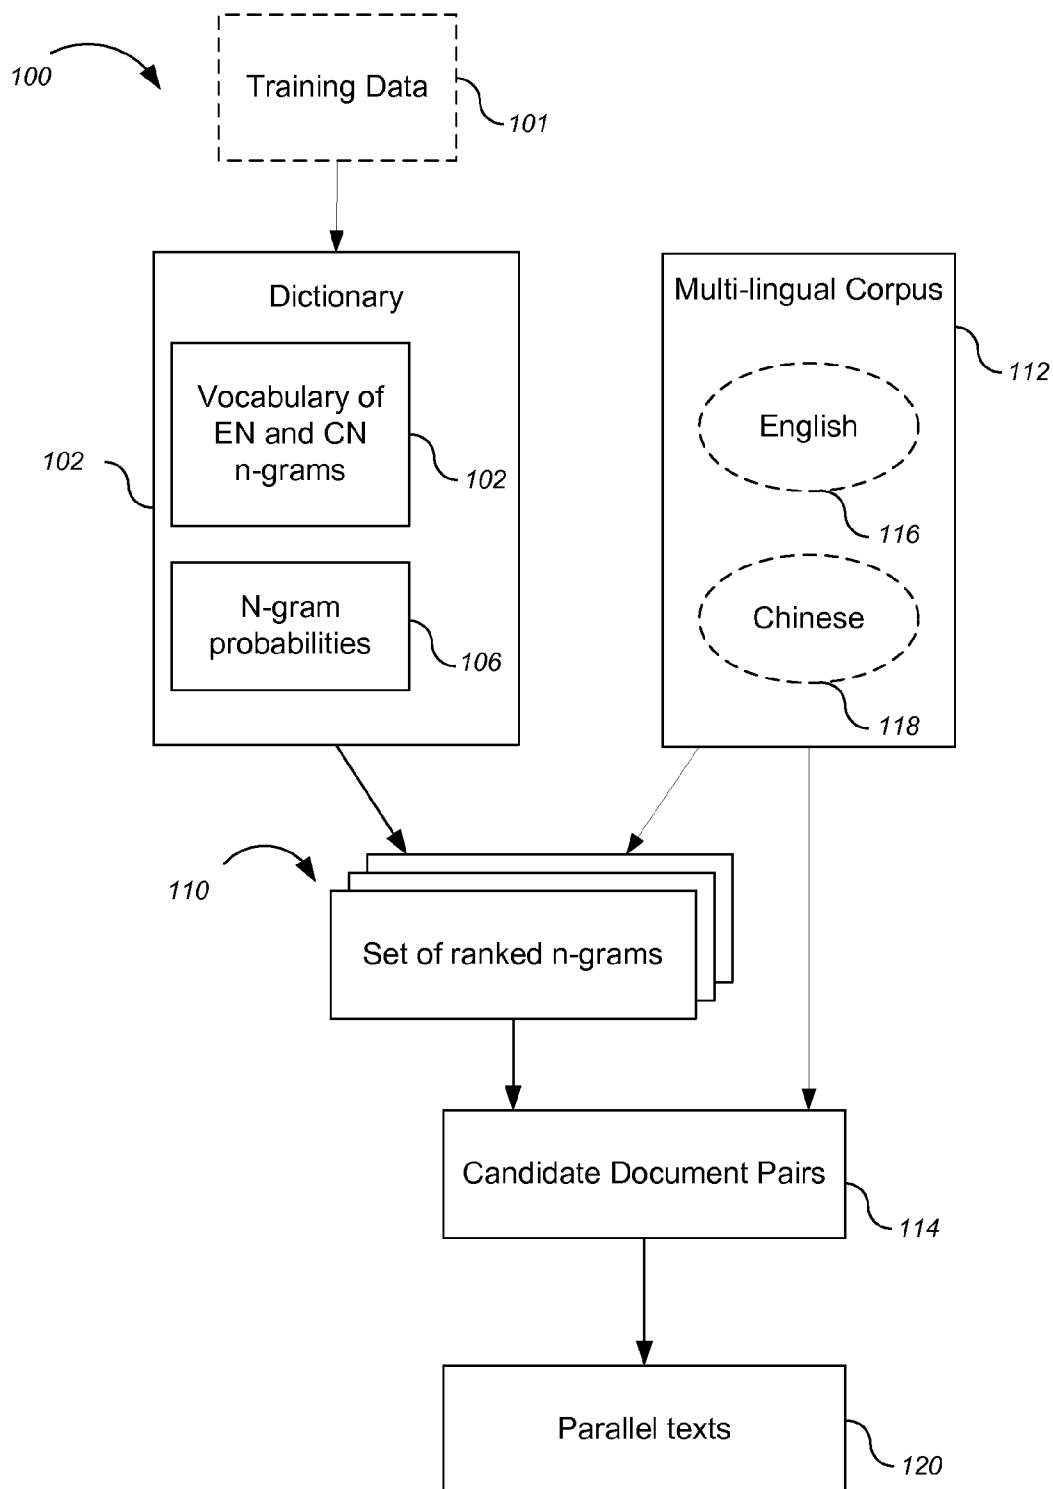 100
Training Data
101
Dictionary
Vocabulary of
EN and CN
n-grams
102
102
N-gram
probabilities
106
Multi-lingual Corpus
112
English
116
Chinese
118
110
Set of ranked n-grams
Candidate Document Pairs
114
Parallel texts
120